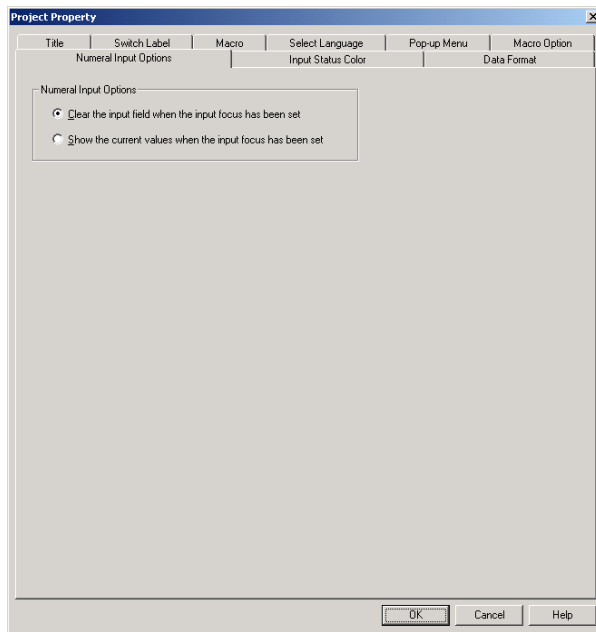 Project Property
Title Switch Label Macro Select Language Pop-up Menu Macro Option
Numeral Input Options Input Status Color Data Format
Numeral Input Options
Clear the input field when the input focus has been set
Show the current values when the input focus has been set
OK Cancel Help